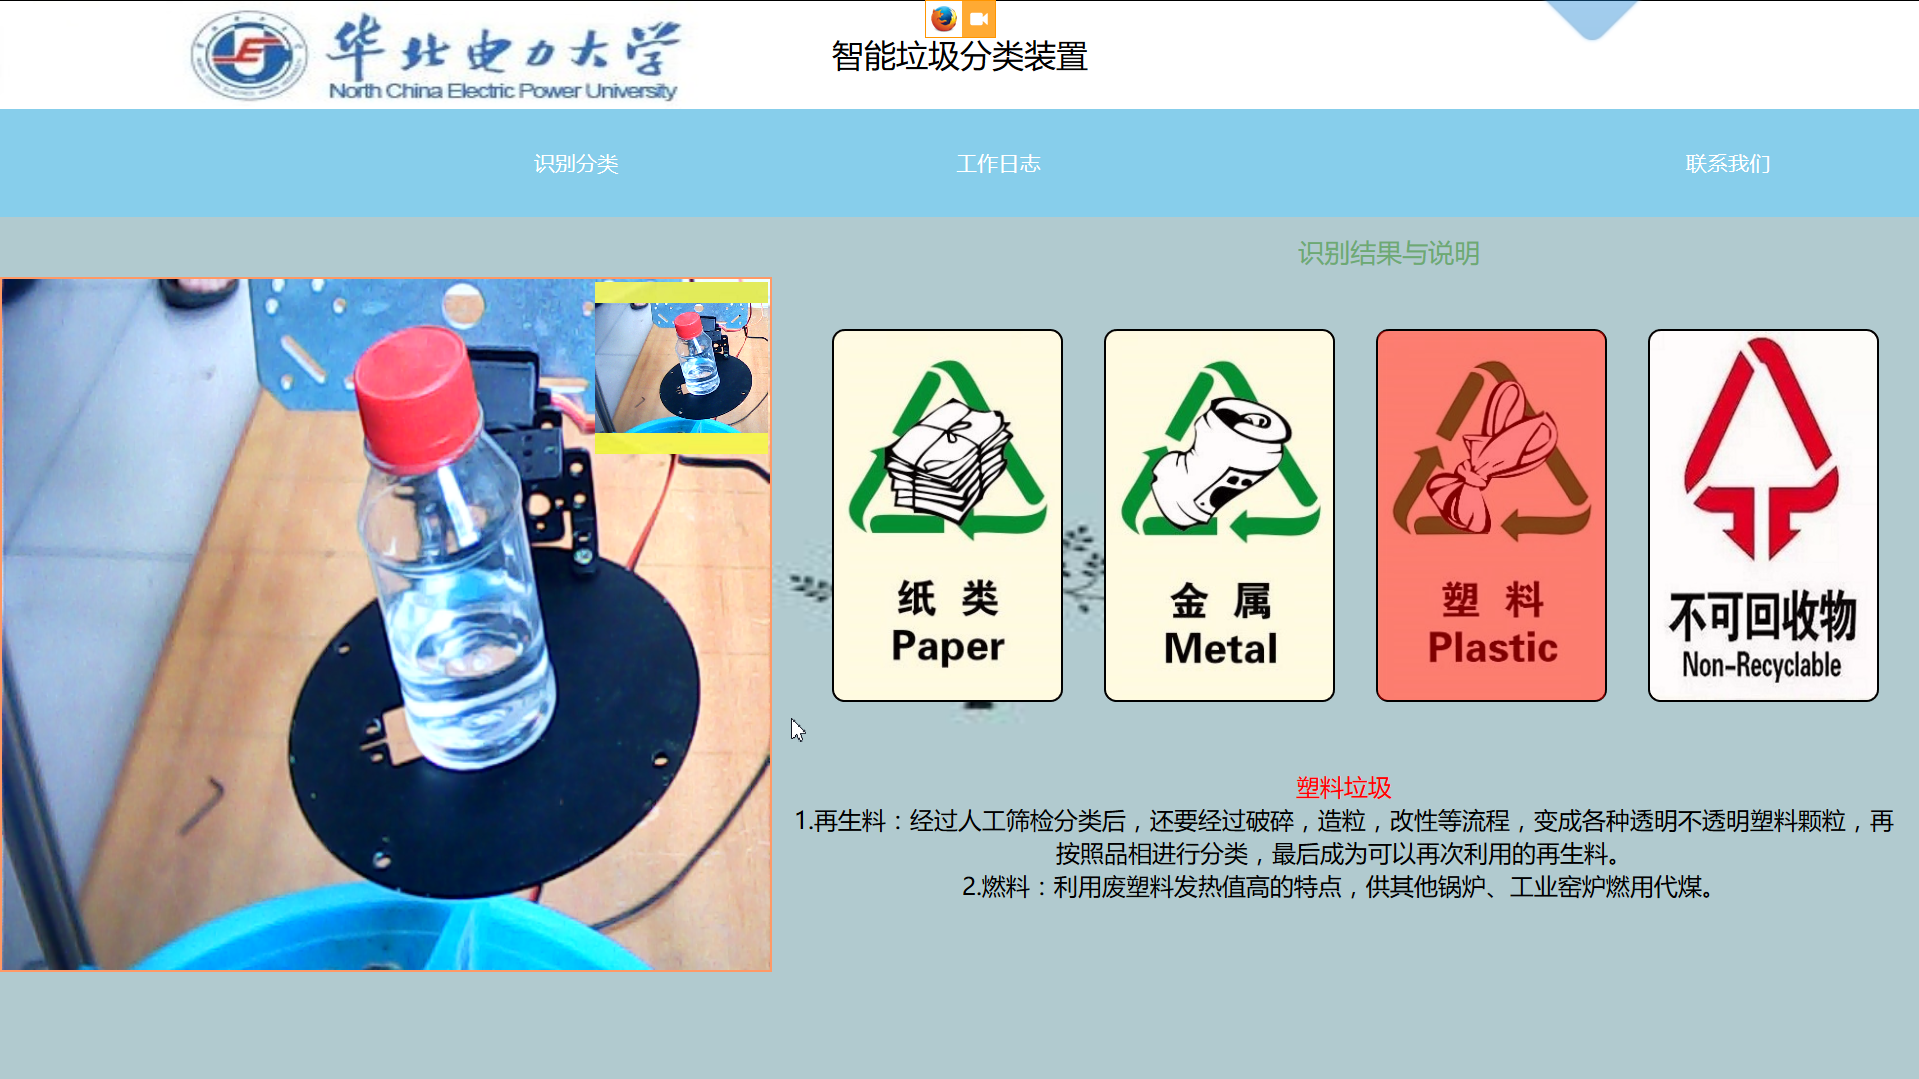 华北电力大学
North China Electric Power University
智能垃圾分类装置
识别分类
工作日志
联系我们
识别结果与说明
纸 类
Paper
金 属
Metal
塑 料
Plastic
不可回收物
Non-Recyclable
塑料垃圾
1.再生料：经过人工筛检分类后，还要经过破碎，造粒，改性等流程，变成各种透明不透明塑料颗粒，再
按照品相进行分类，最后成为可以再次利用的再生料。
2.燃料：利用废塑料发热值高的特点，供其他锅炉、工业窑炉燃用代煤。